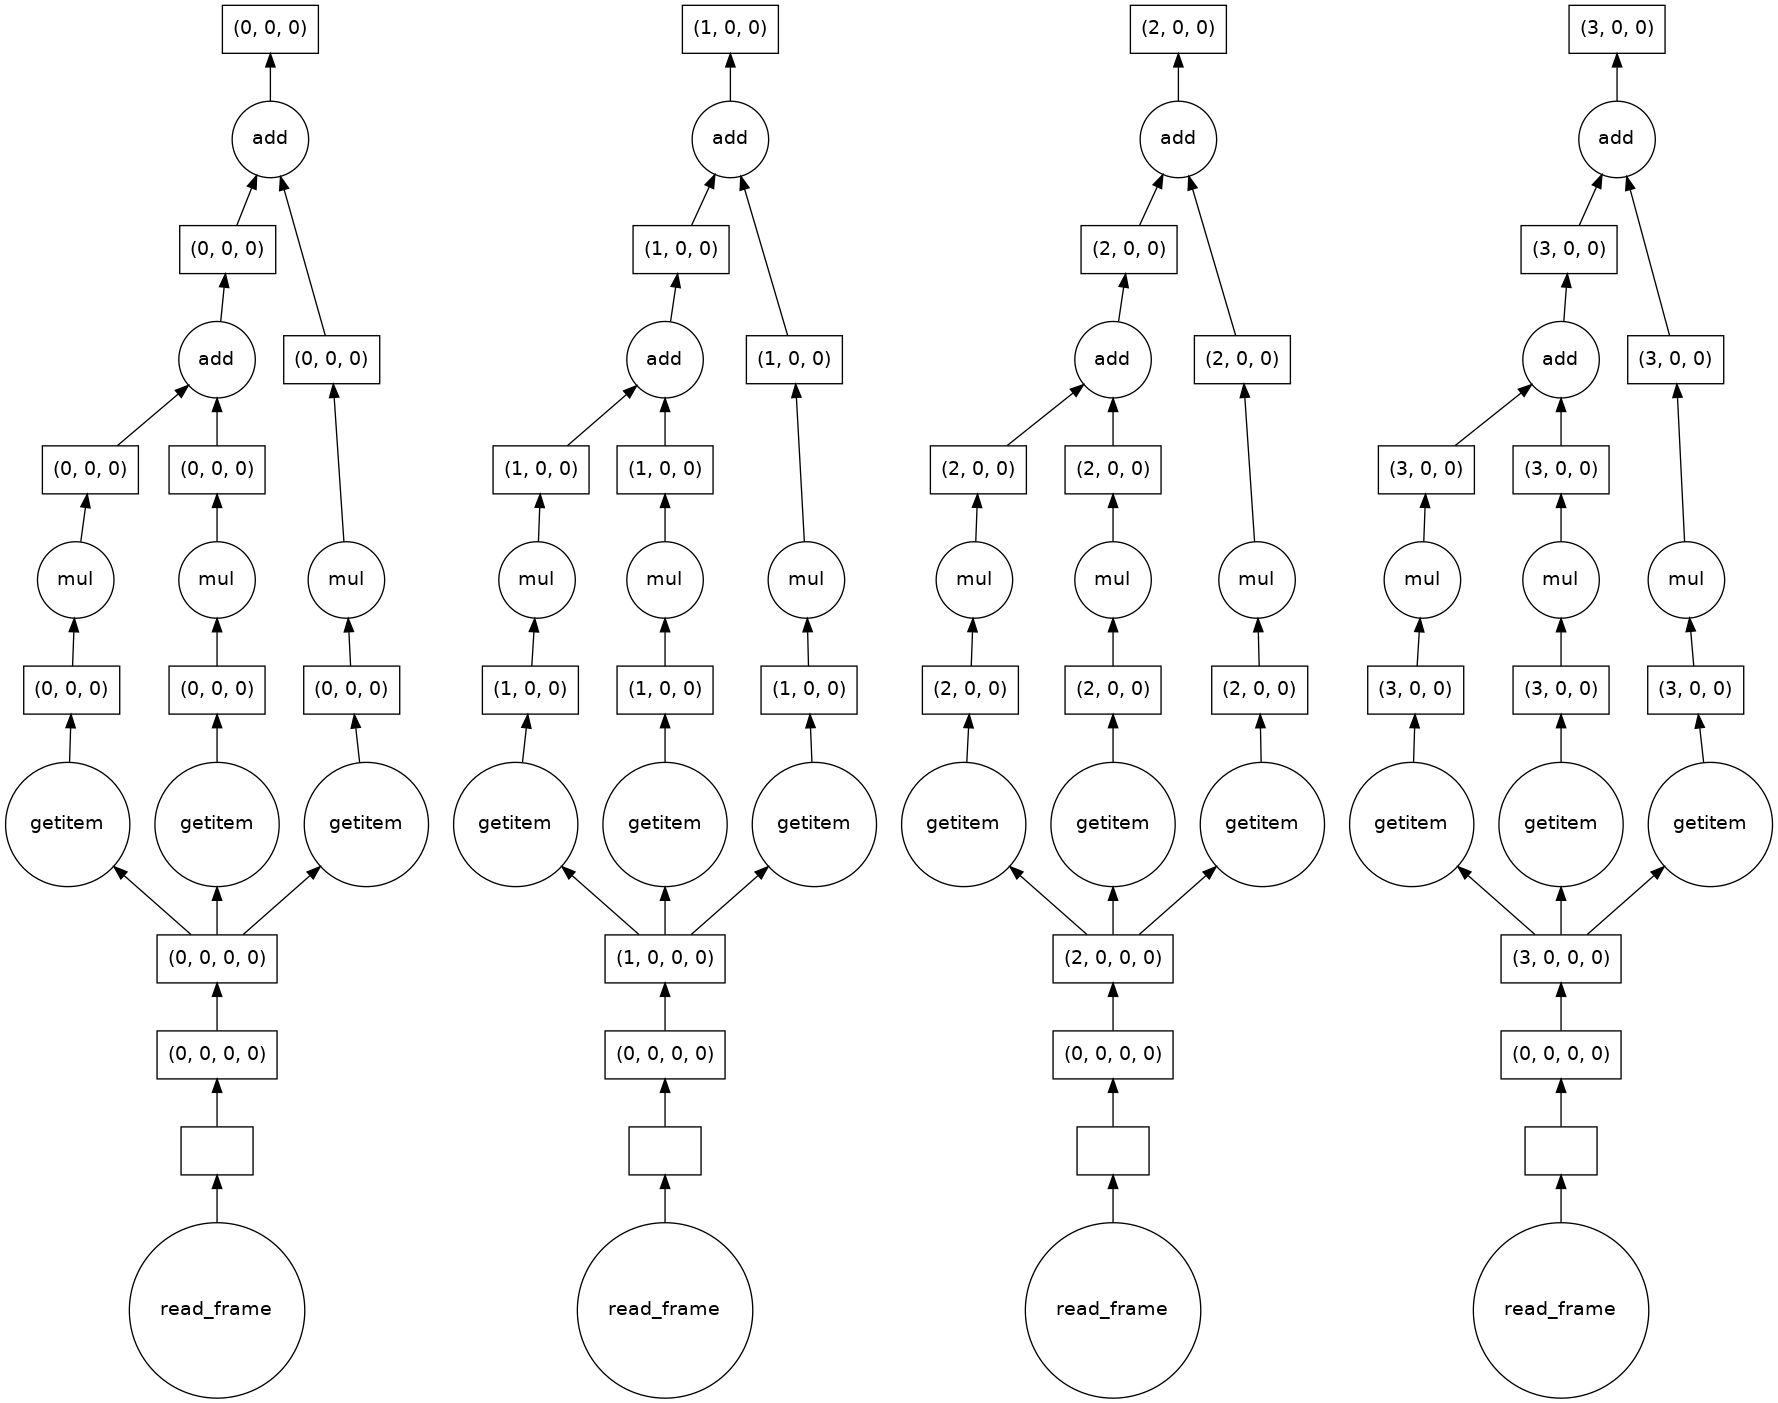 (0, 0, 0) (1, 0, 0) (2, 0, 0) (3, 0, 0)
add add add add
(0, 0, 0) (1, 0, 0) (2, 0, 0) (3, 0, 0)
add (0, 0, 0) add (1, 0, 0) add (2, 0, 0) add (3, 0, 0)
(0, 0, 0) (0, 0, 0) (1, 0, 0) (1, 0, 0) (2, 0, 0) (2, 0, 0) (3, 0, 0) (3, 0, 0)
mul mul mul mul mul mul mul mul mul mul mul mul
(0, 0, 0) (0, 0, 0) (0, 0, 0) (1, 0, 0) (1, 0, 0) (1, 0, 0) (2, 0, 0) (2, 0, 0) (2, 0, 0) (3, 0, 0) (3, 0, 0) (3, 0, 0)
getitem getitem getitem getitem getitem getitem getitem getitem getitem getitem getitem getitem
(0, 0, 0, 0) (1, 0, 0, 0) (2, 0, 0, 0) (3, 0, 0, 0)
(0, 0, 0, 0) (0, 0, 0, 0) (0, 0, 0, 0) (0, 0, 0, 0)
read_frame read_frame read_frame read_frame